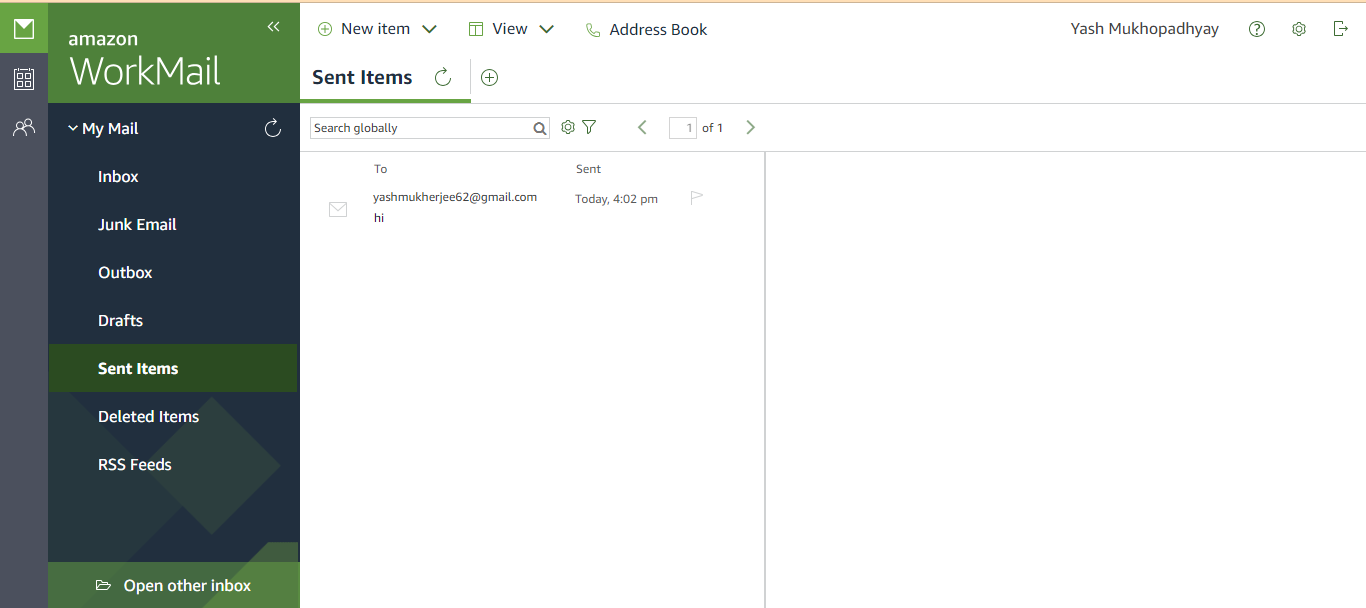 amazon
WorkMail
New item
View
Address Book
Yash Mukhopadhyay
Sent Items
My Mail
Inbox
Junk Email
Outbox
Drafts
Sent Items
Deleted Items
RSS Feeds
Open other inbox
Search globally
1 of 1
To Sent
yashmukherjee62@gmail.com Today, 4:02 pm
hi